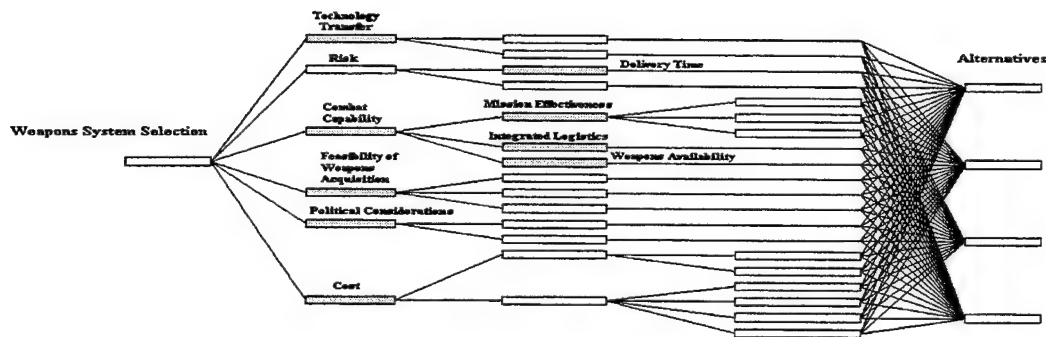 Technology
Transfer
Risk
Delivery Time
Alternatives
Combat
Capability
Mission Effectiveness
Weapons System Selection
Integrated Logistics
Feasibility of
Weapons
Acquisition
Weapons Availability
Political Considerations
Cost